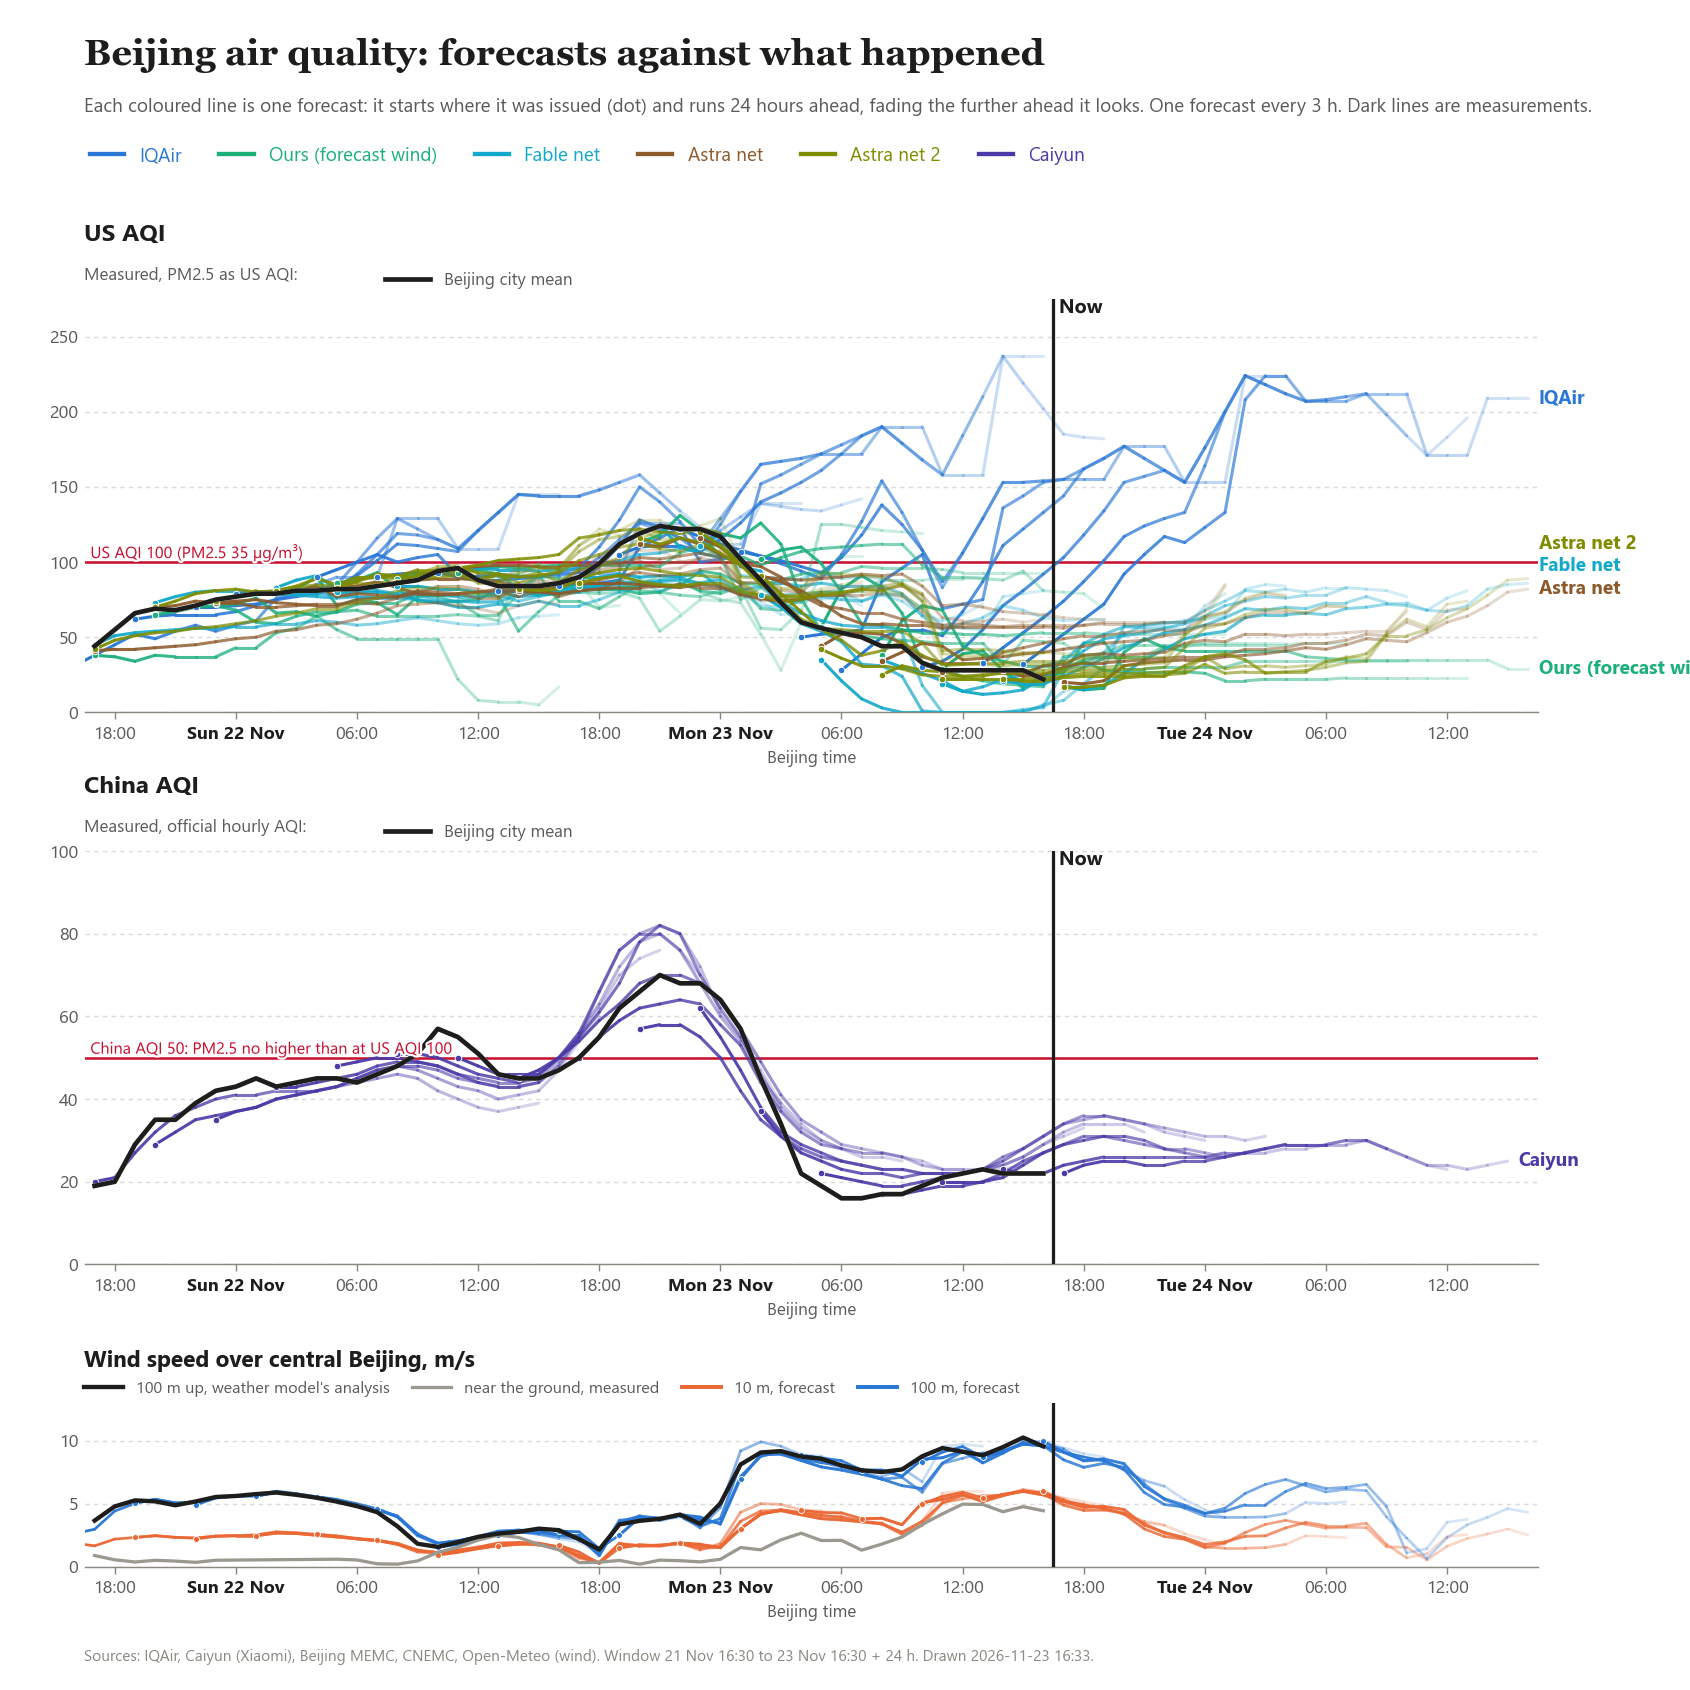 Beijing air quality: forecasts against what happened
Each coloured line is one forecast: it starts where it was issued (dot) and runs 24 hours ahead, fading the further ahead it looks. One forecast every 3 h. Dark lines are measurements.
IQAir Ours (forecast wind) Fable net Astra net Astra net 2 Caiyun
US AQI
Measured, PM2.5 as US AQI: Beijing city mean
Now
250
200
150
100
50
0
US AQI 100 (PM2.5 35 µg/m³)
IQAir
Astra net 2
Fable net
Astra net
Ours (forecast wi
18:00 Sun 22 Nov 06:00 12:00 18:00 Mon 23 Nov 06:00 12:00 18:00 Tue 24 Nov 06:00 12:00
Beijing time
China AQI
Measured, official hourly AQI: Beijing city mean
Now
100
80
60
40
20
0
China AQI 50: PM2.5 no higher than at US AQI 100
Caiyun
18:00 Sun 22 Nov 06:00 12:00 18:00 Mon 23 Nov 06:00 12:00 18:00 Tue 24 Nov 06:00 12:00
Beijing time
Wind speed over central Beijing, m/s
100 m up, weather model's analysis near the ground, measured 10 m, forecast 100 m, forecast
10
5
0
18:00 Sun 22 Nov 06:00 12:00 18:00 Mon 23 Nov 06:00 12:00 18:00 Tue 24 Nov 06:00 12:00
Beijing time
Sources: IQAir, Caiyun (Xiaomi), Beijing MEMC, CNEMC, Open-Meteo (wind). Window 21 Nov 16:30 to 23 Nov 16:30 + 24 h. Drawn 2026-11-23 16:33.